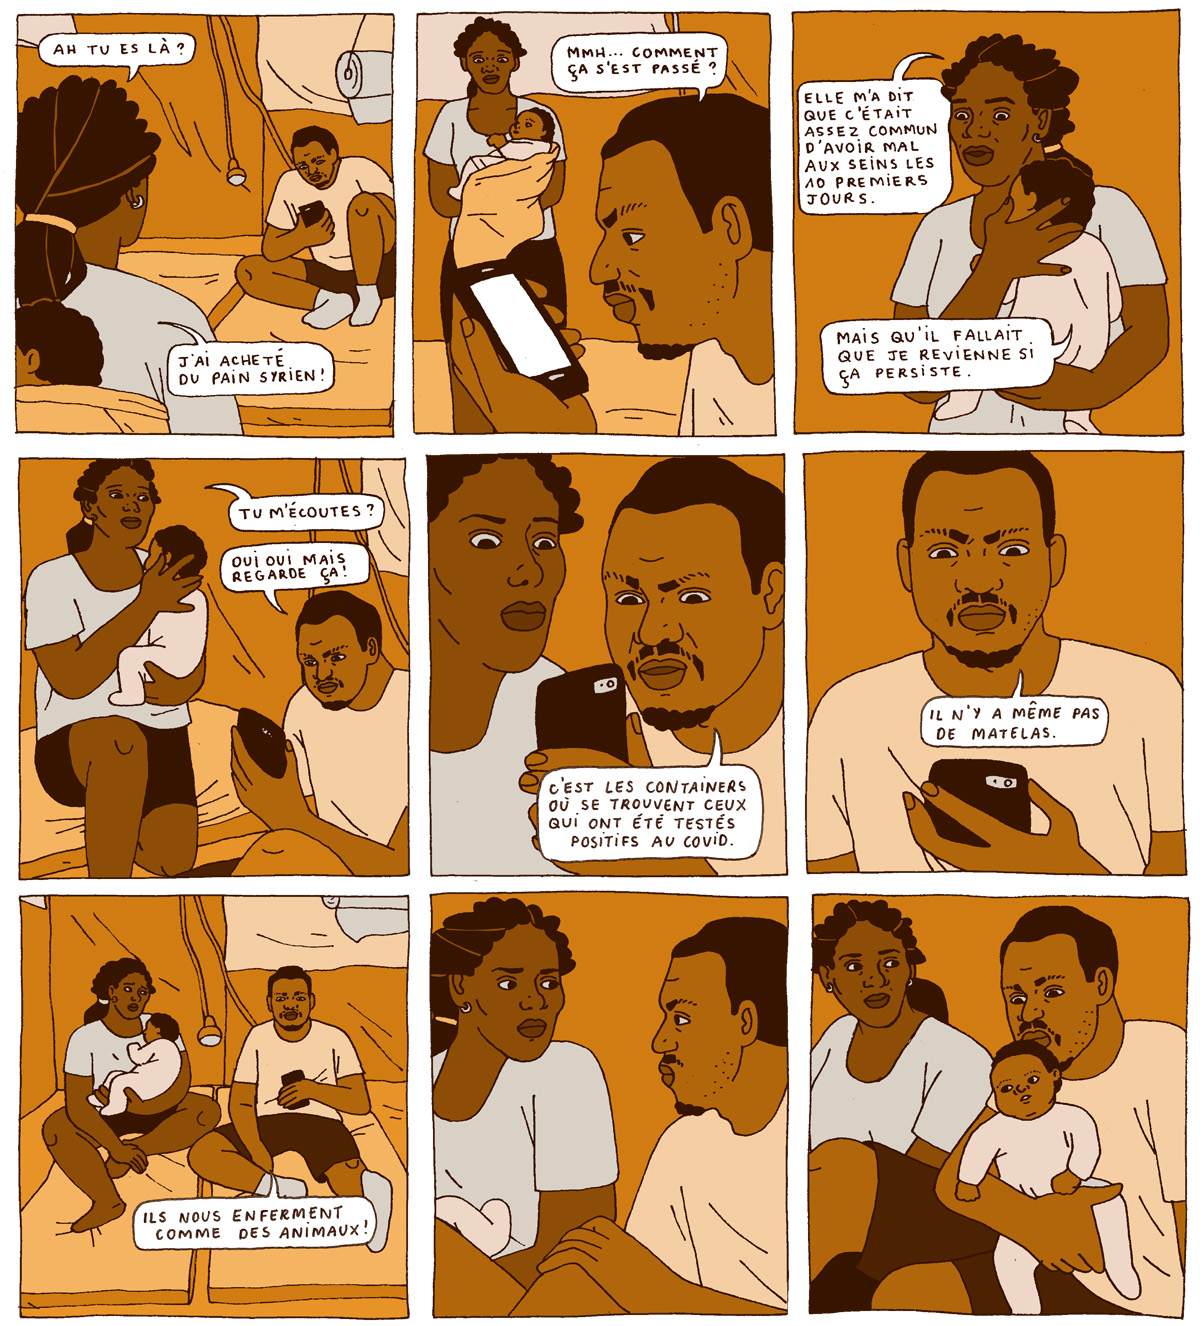 AH TU ES LÀ ?
J'AI ACHETÉ
DU PAIN SYRIEN !
MMH... COMMENT
ÇA S'EST PASSÉ ?
ELLE M'A DIT
QUE C'ÉTAIT
ASSEZ COMMUN
D'AVOIR MAL
AUX SEINS LES
10 PREMIERS
JOURS.
MAIS QU'IL FALLAIT
QUE JE REVIENNE SI
ÇA PERSISTE.
TU M'ÉCOUTES ?
OUI OUI MAIS
REGARDE ÇA !
C'EST LES CONTAINERS
OÙ SE TROUVENT CEUX
QUI ONT ÉTÉ TESTÉS
POSITIFS AU COVID.
IL N'Y A MÊME PAS
DE MATELAS.
ILS NOUS ENFERMENT
COMME DES ANIMAUX !